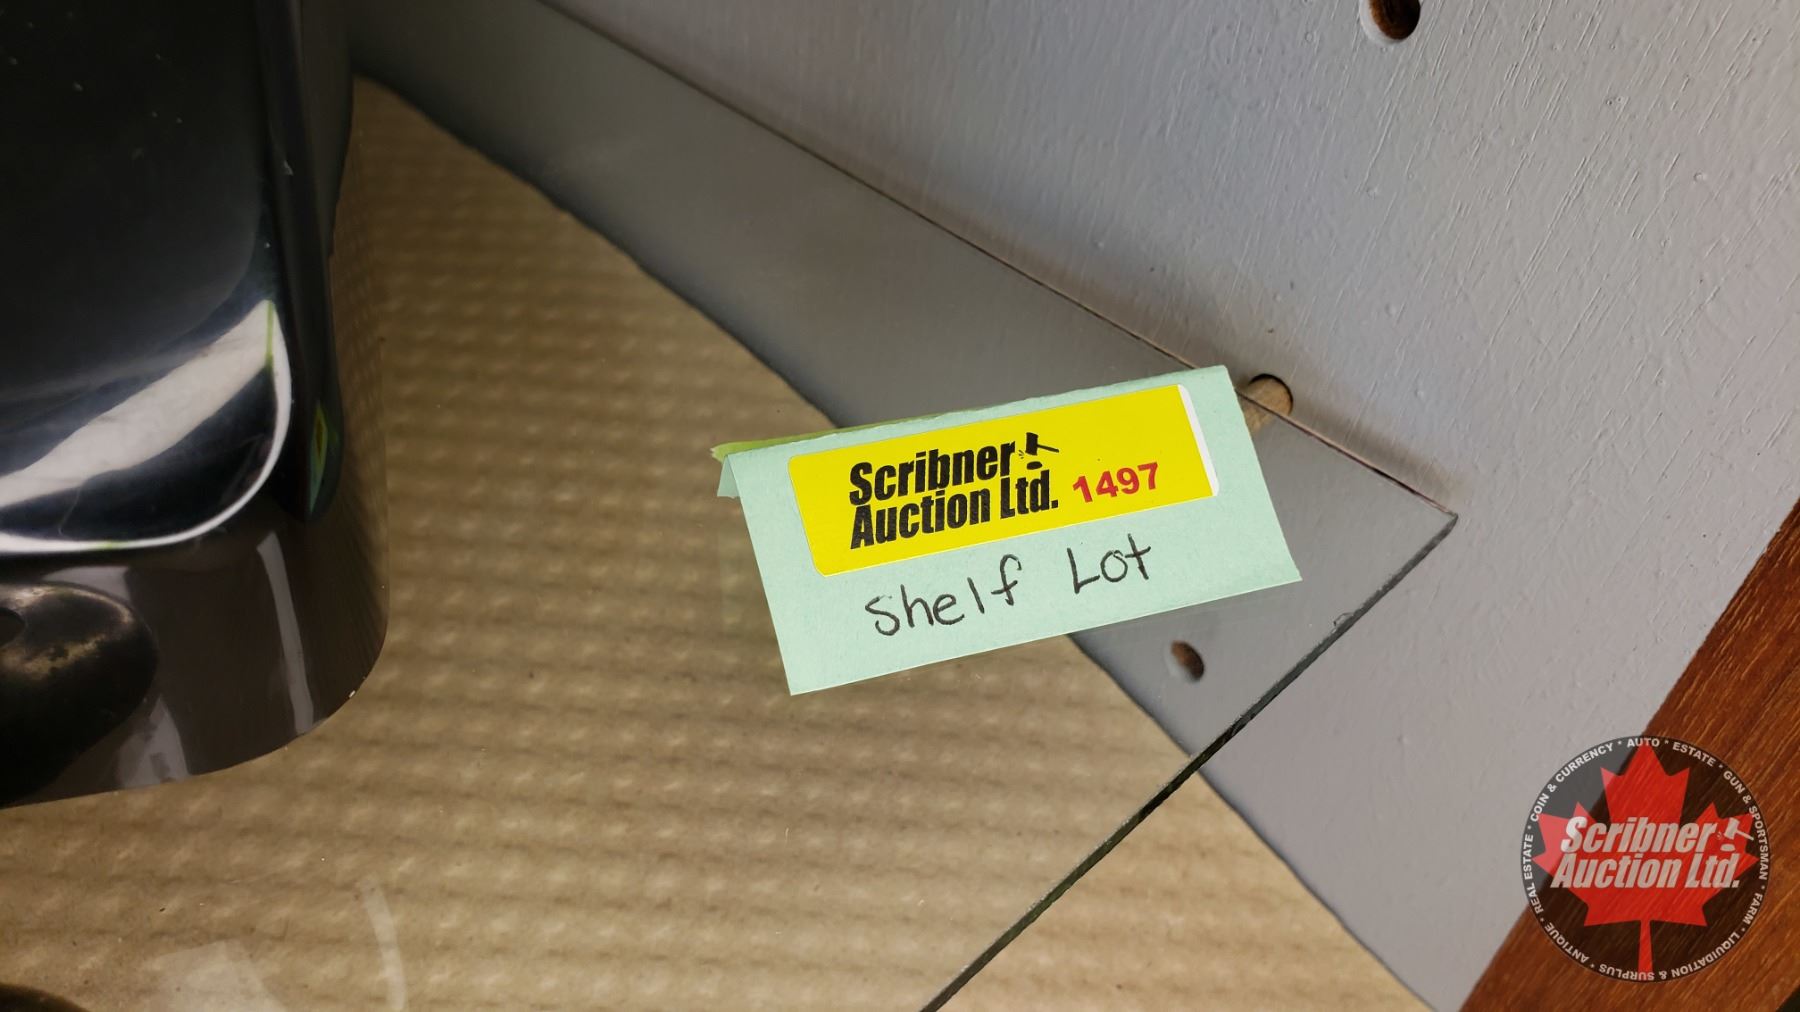 Scribner
Auction Ltd. 1497
Shelf Lot
COIN & CURRENCY * AUTO * ESTATE * GUN & SPORTSMAN * FARM * LIQUIDATION & SURPLUS * ANTIQUE * REAL ESTATE *
Scribner
Auction Ltd.